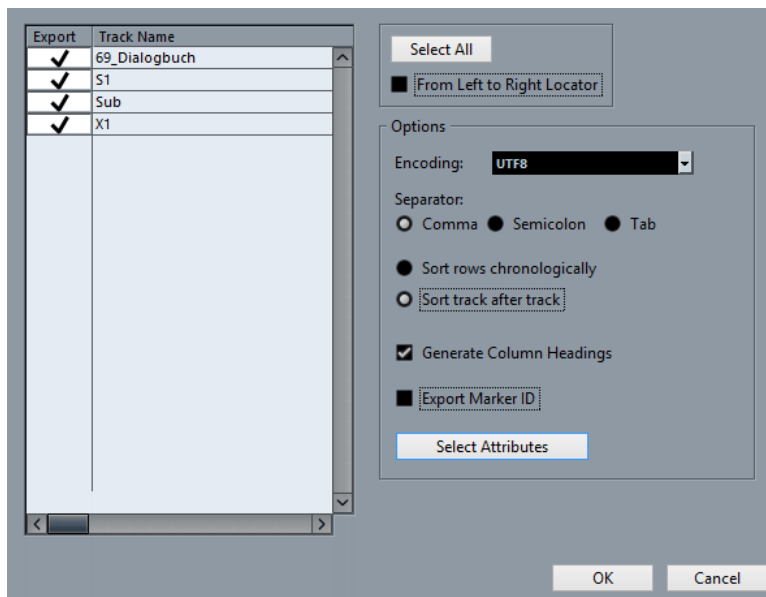 Export Track Name
69_Dialogbuch
S1
Sub
X1
Select All
From Left to Right Locator
Options
Encoding: UTF8
Separator:
Comma Semicolon Tab
Sort rows chronologically
Sort track after track
Generate Column Headings
Export Marker ID
Select Attributes
OK Cancel